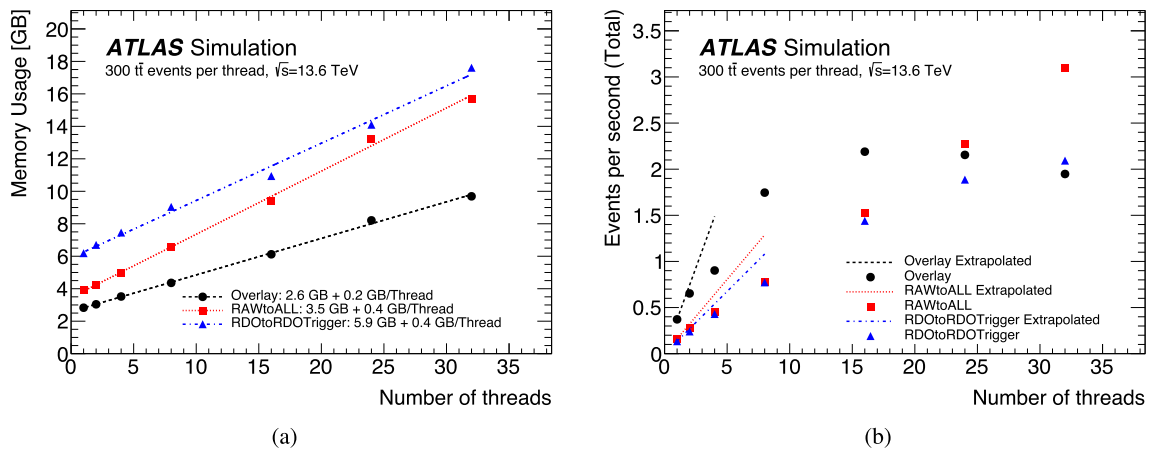 ATLAS Simulation
300 tt̄ events per thread, √s=13.6 TeV
Memory Usage [GB]
20
18
16
14
12
10
8
6
4
2
0
Overlay: 2.6 GB + 0.2 GB/Thread
RAWtoALL: 3.5 GB + 0.4 GB/Thread
RDOtoRDOTrigger: 5.9 GB + 0.4 GB/Thread
0 5 10 15 20 25 30 35
Number of threads
(a)
ATLAS Simulation
300 tt̄ events per thread, √s=13.6 TeV
Events per second (Total)
3.5
3
2.5
2
1.5
1
0.5
0
Overlay Extrapolated
Overlay
RAWtoALL Extrapolated
RAWtoALL
RDOtoRDOTrigger Extrapolated
RDOtoRDOTrigger
0 5 10 15 20 25 30 35
Number of threads
(b)